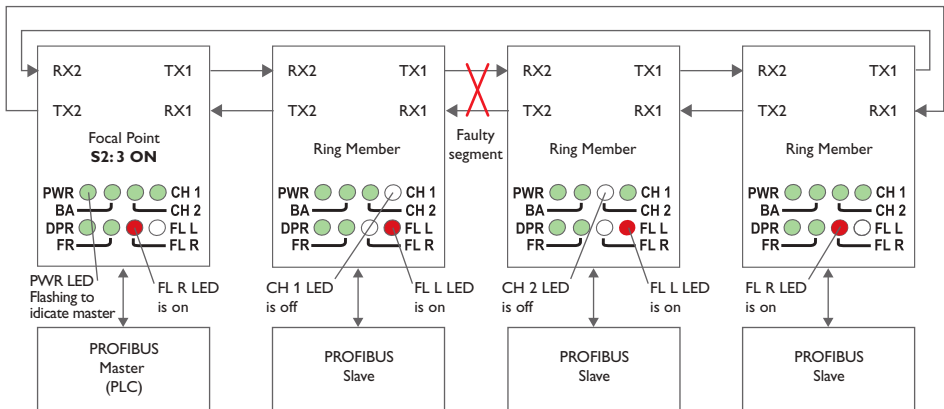 RX2 TX1
TX2 RX1
Focal Point
S2: 3 ON
PWR CH 1
BA CH 2
DPR FL L
FR FL R
PWR LED
Flashing to
idicate master
FL R LED
is on
PROFIBUS
Master
(PLC)
RX2 TX1
TX2 RX1
Ring Member
PWR CH 1
BA CH 2
DPR FL L
FR FL R
CH 1 LED
is off
FL L LED
is on
PROFIBUS
Slave
Faulty
segment
RX2 TX1
TX2 RX1
Ring Member
PWR CH 1
BA CH 2
DPR FL L
FR FL R
CH 2 LED
is off
FL L LED
is on
PROFIBUS
Slave
RX2 TX1
TX2 RX1
Ring Member
PWR CH 1
BA CH 2
DPR FL L
FR FL R
FL R LED
is on
PROFIBUS
Slave